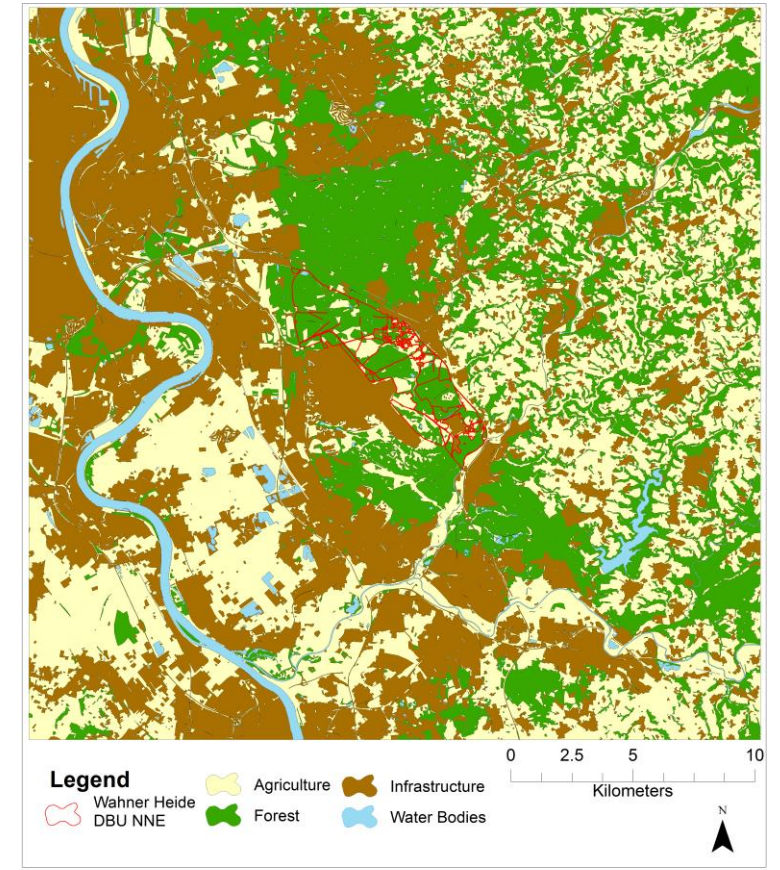 0 2.5 5 10
Kilometers
Legend
Wahner Heide
DBU NNE
Agriculture
Forest
Infrastructure
Water Bodies
N